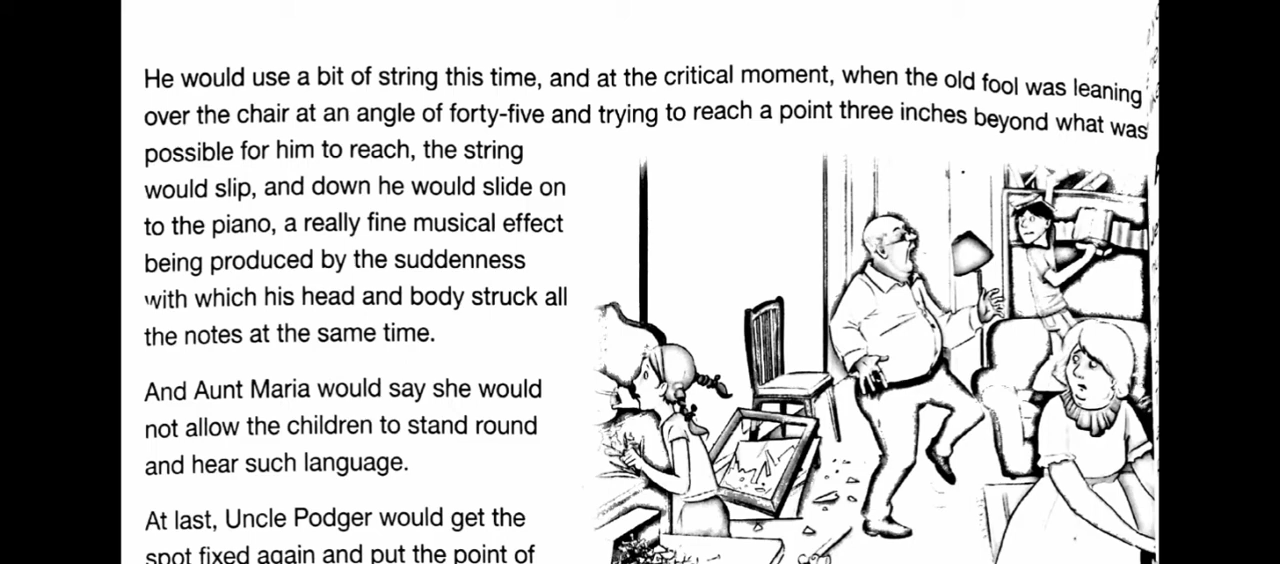 He would use a bit of string this time, and at the critical moment, when the old fool was leaning
over the chair at an angle of forty-five and trying to reach a point three inches beyond what was
possible for him to reach, the string
would slip, and down he would slide on
to the piano, a really fine musical effect
being produced by the suddenness
with which his head and body struck all
the notes at the same time.
And Aunt Maria would say she would
not allow the children to stand round
and hear such language.
At last, Uncle Podger would get the
spot fixed again and put the point of